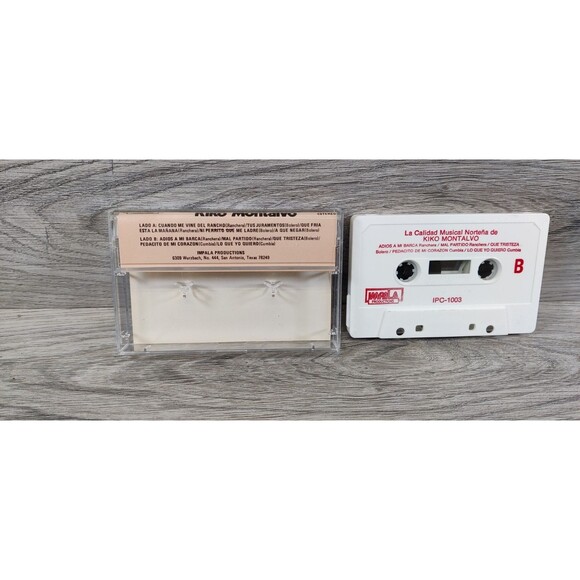 Kiko Montalvo
ESTEREO
LADO A: CUANDO ME VINE DEL RANCHO(Ranchera)/TUS JURAMENTOS(Bolero)/QUE FRIA
ESTA LA MAÑANA(Ranchera)/NI PERRITO QUE ME LADRE(Bolero)/A QUE NEGAR(Bolero)
LADO B: ADIOS A MI BARCA(Ranchera)/MAL PARTIDO(Ranchera)/QUE TRISTEZA(Bolero)/
PEDACITO DE MI CORAZON(Cumbia)/LO QUE YO QUIERO(Cumbia)
IMPALA PRODUCTIONS
San Antonio, Texas
La Calidad Musical Norteña de
KIKO MONTALVO
ADIOS A MI BARCA Ranchera / MAL PARTIDO Ranchera / QUE TRISTEZA
Bolero / PEDACITO DE MI CORAZON Cumbia / LO QUE YO QUIERO Cumbia
B
IPC-1003